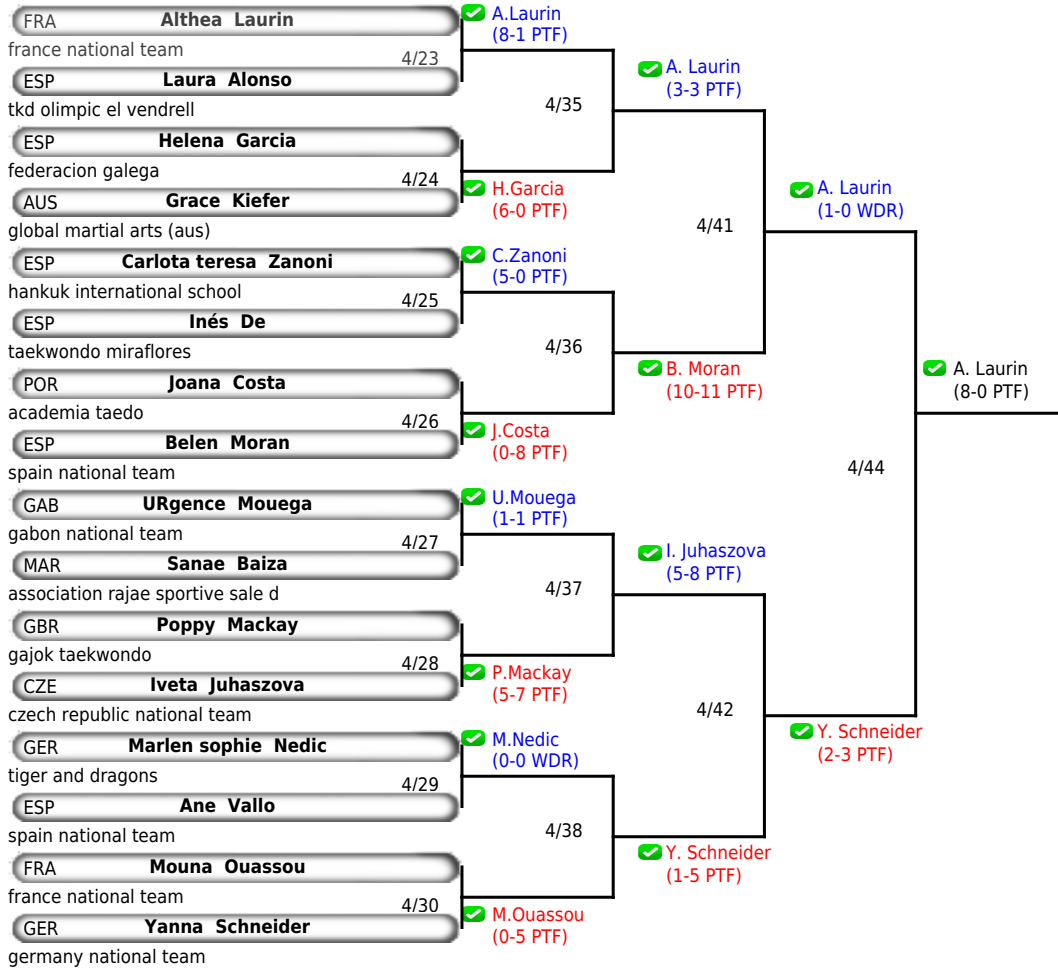 FRA Althea Laurin
france national team
4/23
ESP Laura Alonso
tkd olimpic el vendrell
ESP Helena Garcia
federacion galega
4/24
AUS Grace Kiefer
global martial arts (aus)
ESP Carlota teresa Zanoni
hankuk international school
4/25
ESP Inés De
taekwondo miraflores
POR Joana Costa
academia taedo
4/26
ESP Belen Moran
spain national team
GAB URgence Mouega
gabon national team
4/27
MAR Sanae Baiza
association rajae sportive sale d
GBR Poppy Mackay
gajok taekwondo
4/28
CZE Iveta Juhaszova
czech republic national team
GER Marlen sophie Nedic
tiger and dragons
4/29
ESP Ane Vallo
spain national team
FRA Mouna Ouassou
france national team
4/30
GER Yanna Schneider
germany national team
A.Laurin
(8-1 PTF)
4/35
H.Garcia
(6-0 PTF)
C.Zanoni
(5-0 PTF)
4/36
J.Costa
(0-8 PTF)
U.Mouega
(1-1 PTF)
4/37
P.Mackay
(5-7 PTF)
M.Nedic
(0-0 WDR)
4/38
M.Ouassou
(0-5 PTF)
A. Laurin
(3-3 PTF)
4/41
B. Moran
(10-11 PTF)
I. Juhaszova
(5-8 PTF)
4/42
Y. Schneider
(1-5 PTF)
A. Laurin
(1-0 WDR)
4/44
Y. Schneider
(2-3 PTF)
A. Laurin
(8-0 PTF)